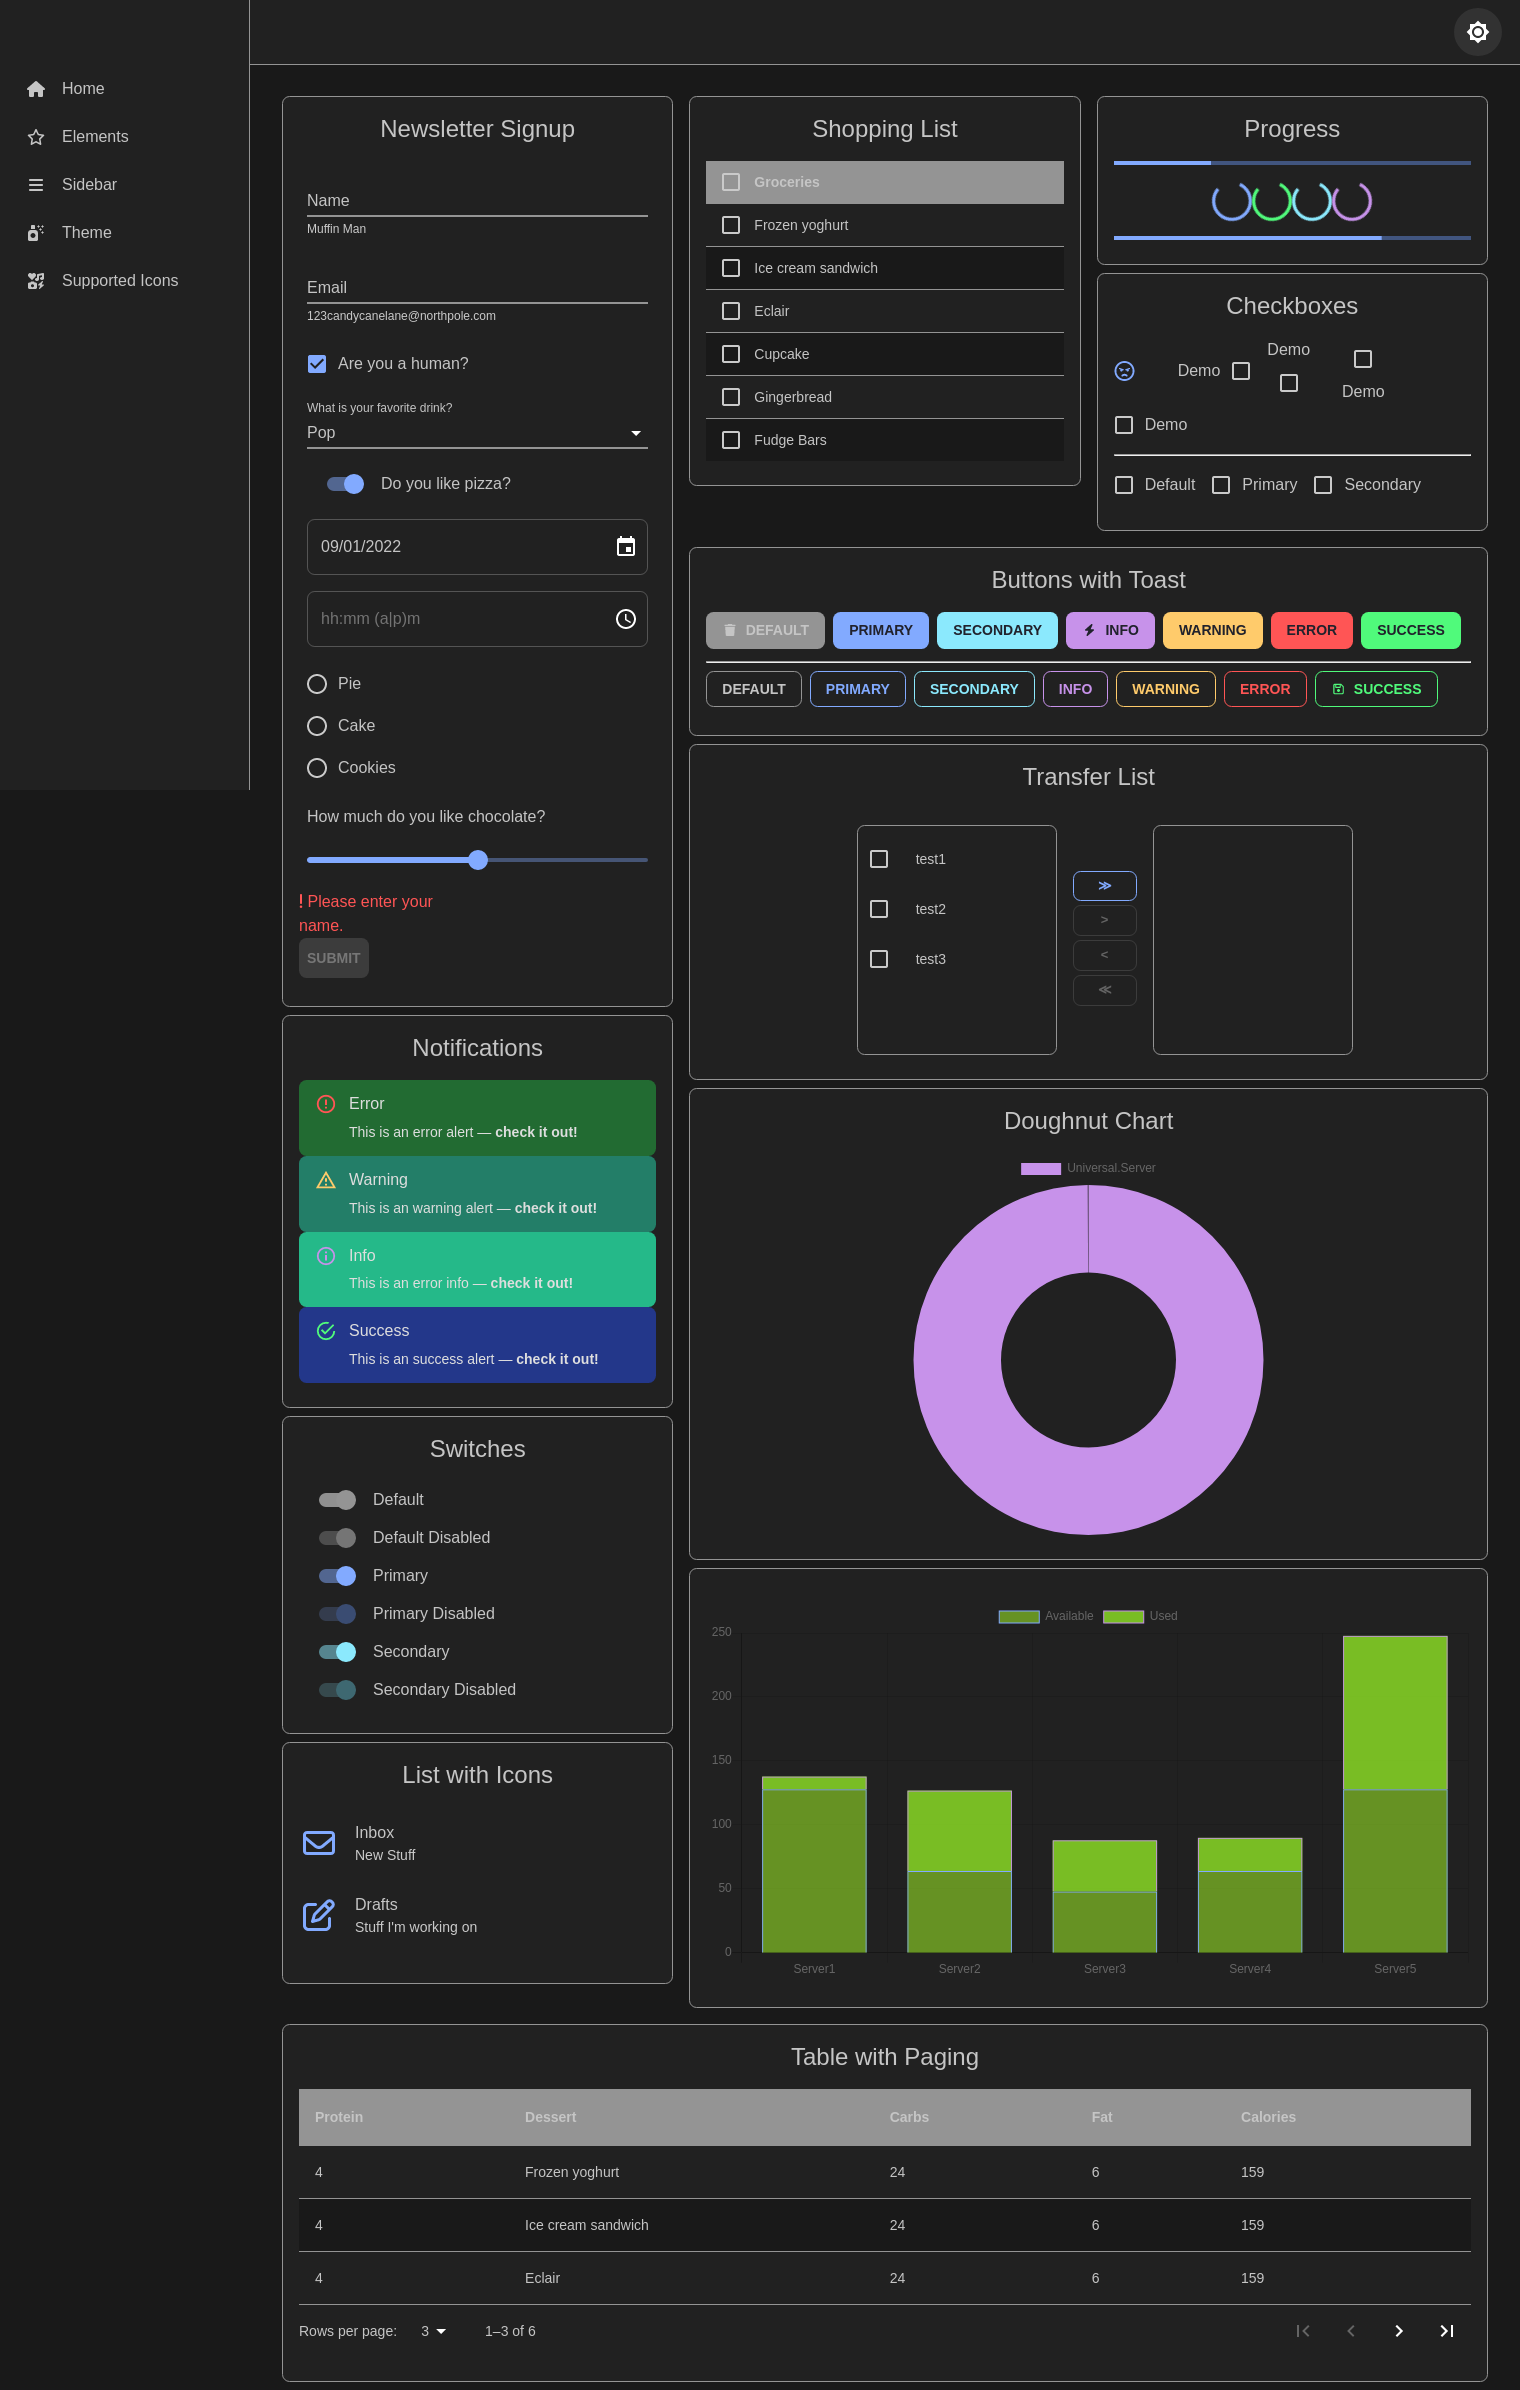 Home
Elements
Sidebar
Theme
Supported Icons
Newsletter Signup
Name
Muffin Man
Email
123candycanelane@northpole.com
Are you a human?
What is your favorite drink?
Pop
Do you like pizza?
09/01/2022
hh:mm (a|p)m
Pie
Cake
Cookies
How much do you like chocolate?
! Please enter your
name.
SUBMIT
Notifications
Error
This is an error alert — check it out!
Warning
This is an warning alert — check it out!
Info
This is an error info — check it out!
Success
This is an success alert — check it out!
Switches
Default
Default Disabled
Primary
Primary Disabled
Secondary
Secondary Disabled
List with Icons
Inbox
New Stuff
Drafts
Stuff I'm working on
Shopping List
Groceries
Frozen yoghurt
Ice cream sandwich
Eclair
Cupcake
Gingerbread
Fudge Bars
Progress
Checkboxes
Demo
Demo
Demo
Demo
Default Primary Secondary
Buttons with Toast
DEFAULT PRIMARY SECONDARY INFO WARNING ERROR SUCCESS
DEFAULT PRIMARY SECONDARY INFO WARNING ERROR SUCCESS
Transfer List
test1
test2
test3
≫
>
<
≪
Doughnut Chart
Universal.Server
Available Used
250
200
150
100
50
0
Server1 Server2 Server3 Server4 Server5
Table with Paging
Protein Dessert Carbs Fat Calories
4 Frozen yoghurt 24 6 159
4 Ice cream sandwich 24 6 159
4 Eclair 24 6 159
Rows per page: 3 1–3 of 6